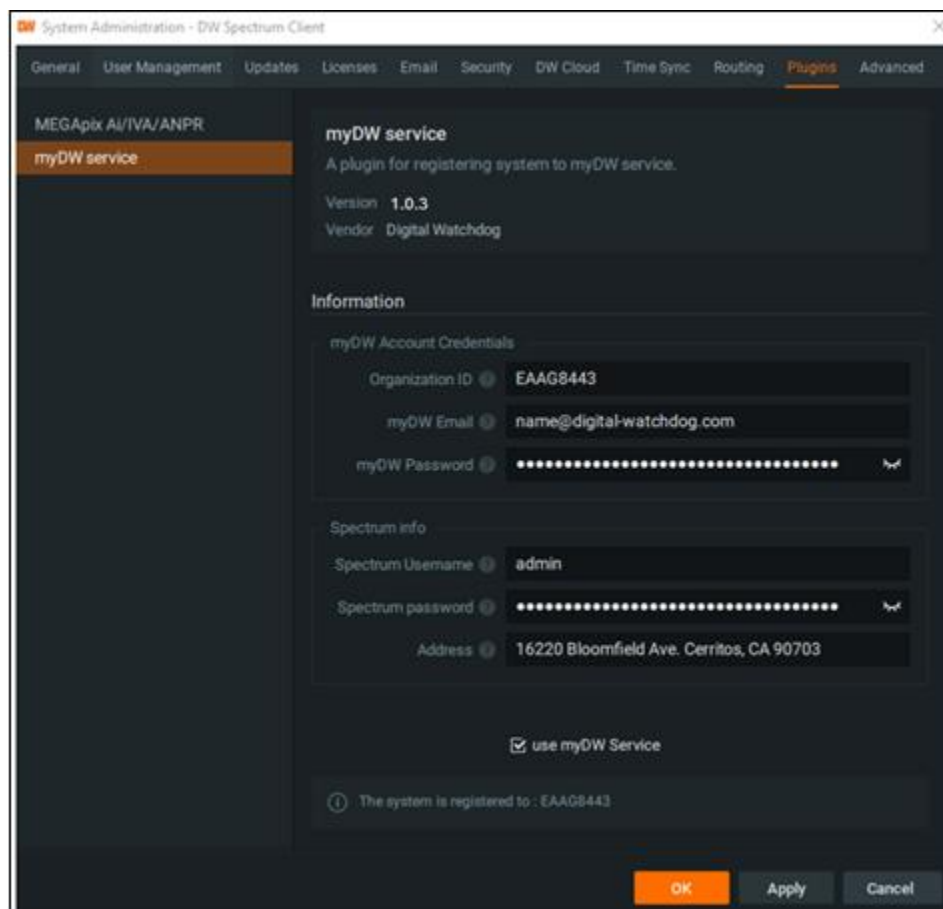 DW System Administration - DW Spectrum Client
General User Management Updates Licenses Email Security DW Cloud Time Sync Routing Plugins Advanced
MEGApix Ai/IVA/ANPR
myDW service
myDW service
A plugin for registering system to myDW service.
Version 1.0.3
Vendor Digital Watchdog
Information
myDW Account Credentials
Organization ID EAAG8443
myDW Email name@digital-watchdog.com
myDW Password
Spectrum info
Spectrum Username admin
Spectrum password
Address 16220 Bloomfield Ave. Cerritos, CA 90703
use myDW Service
The system is registered to : EAAG8443
OK Apply Cancel